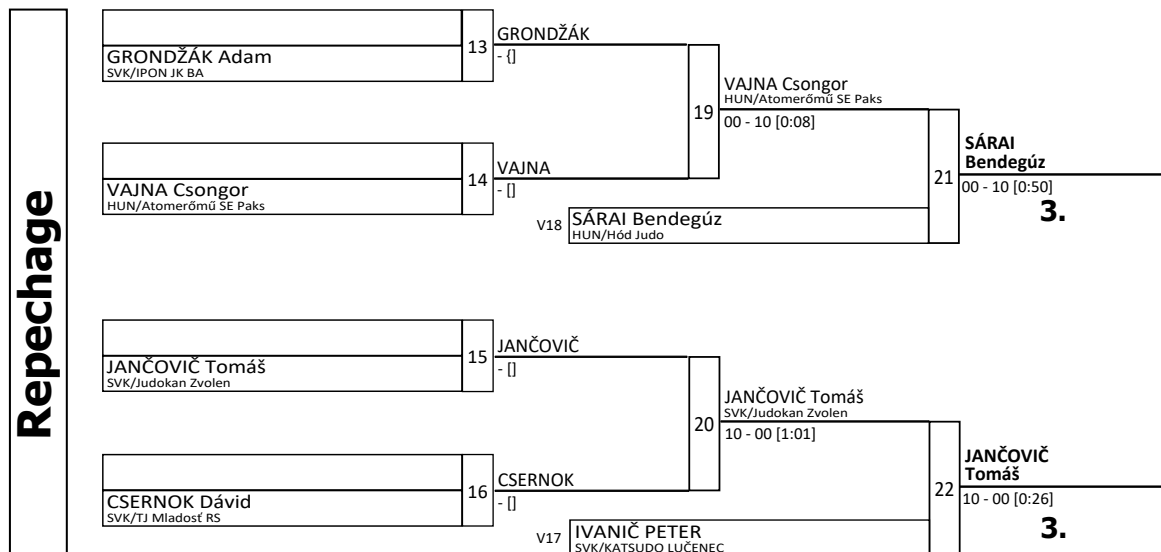 Repechage
GRONDŽÁK Adam
SVK/IPON JK BA
13
GRONDŽÁK
- {]
VAJNA Csongor
HUN/Atomerőmű SE Paks
14
VAJNA
- []
19
VAJNA Csongor
HUN/Atomerőmű SE Paks
00 - 10 [0:08]
V18
SÁRAI Bendegúz
HUN/Hód Judo
21
SÁRAI
Bendegúz
00 - 10 [0:50]
3.
JANČOVIČ Tomáš
SVK/Judokan Zvolen
15
JANČOVIČ
- []
CSERNOK Dávid
SVK/TJ Mladosť RS
16
CSERNOK
- []
20
JANČOVIČ Tomáš
SVK/Judokan Zvolen
10 - 00 [1:01]
V17
IVANIČ PETER
SVK/KATSUDO LUČENEC
22
JANČOVIČ
Tomáš
10 - 00 [0:26]
3.